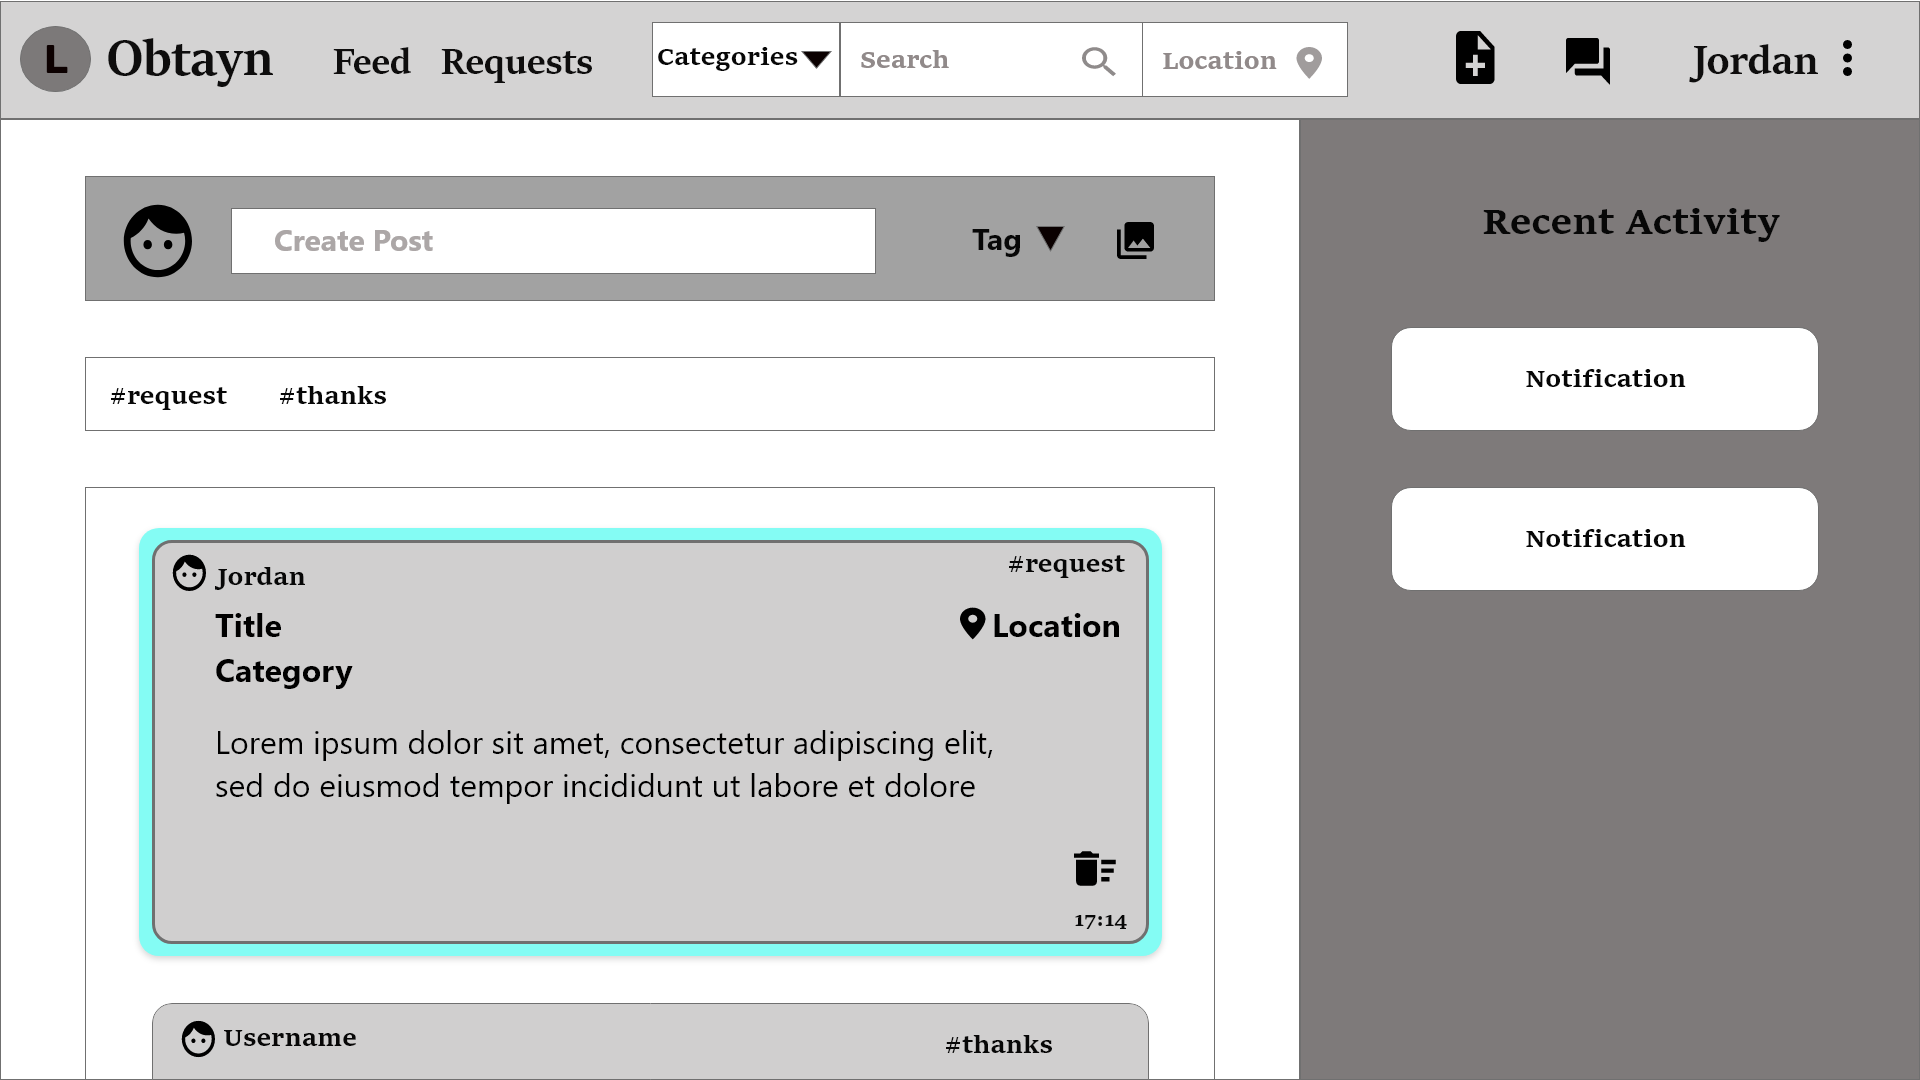 L Obtayn Feed Requests Categories Search Location Jordan
Create Post Tag
Recent Activity
#request #thanks
Notification
Notification
Jordan #request
Title Location
Category
Lorem ipsum dolor sit amet, consectetur adipiscing elit,
sed do eiusmod tempor incididunt ut labore et dolore
17:14
Username #thanks